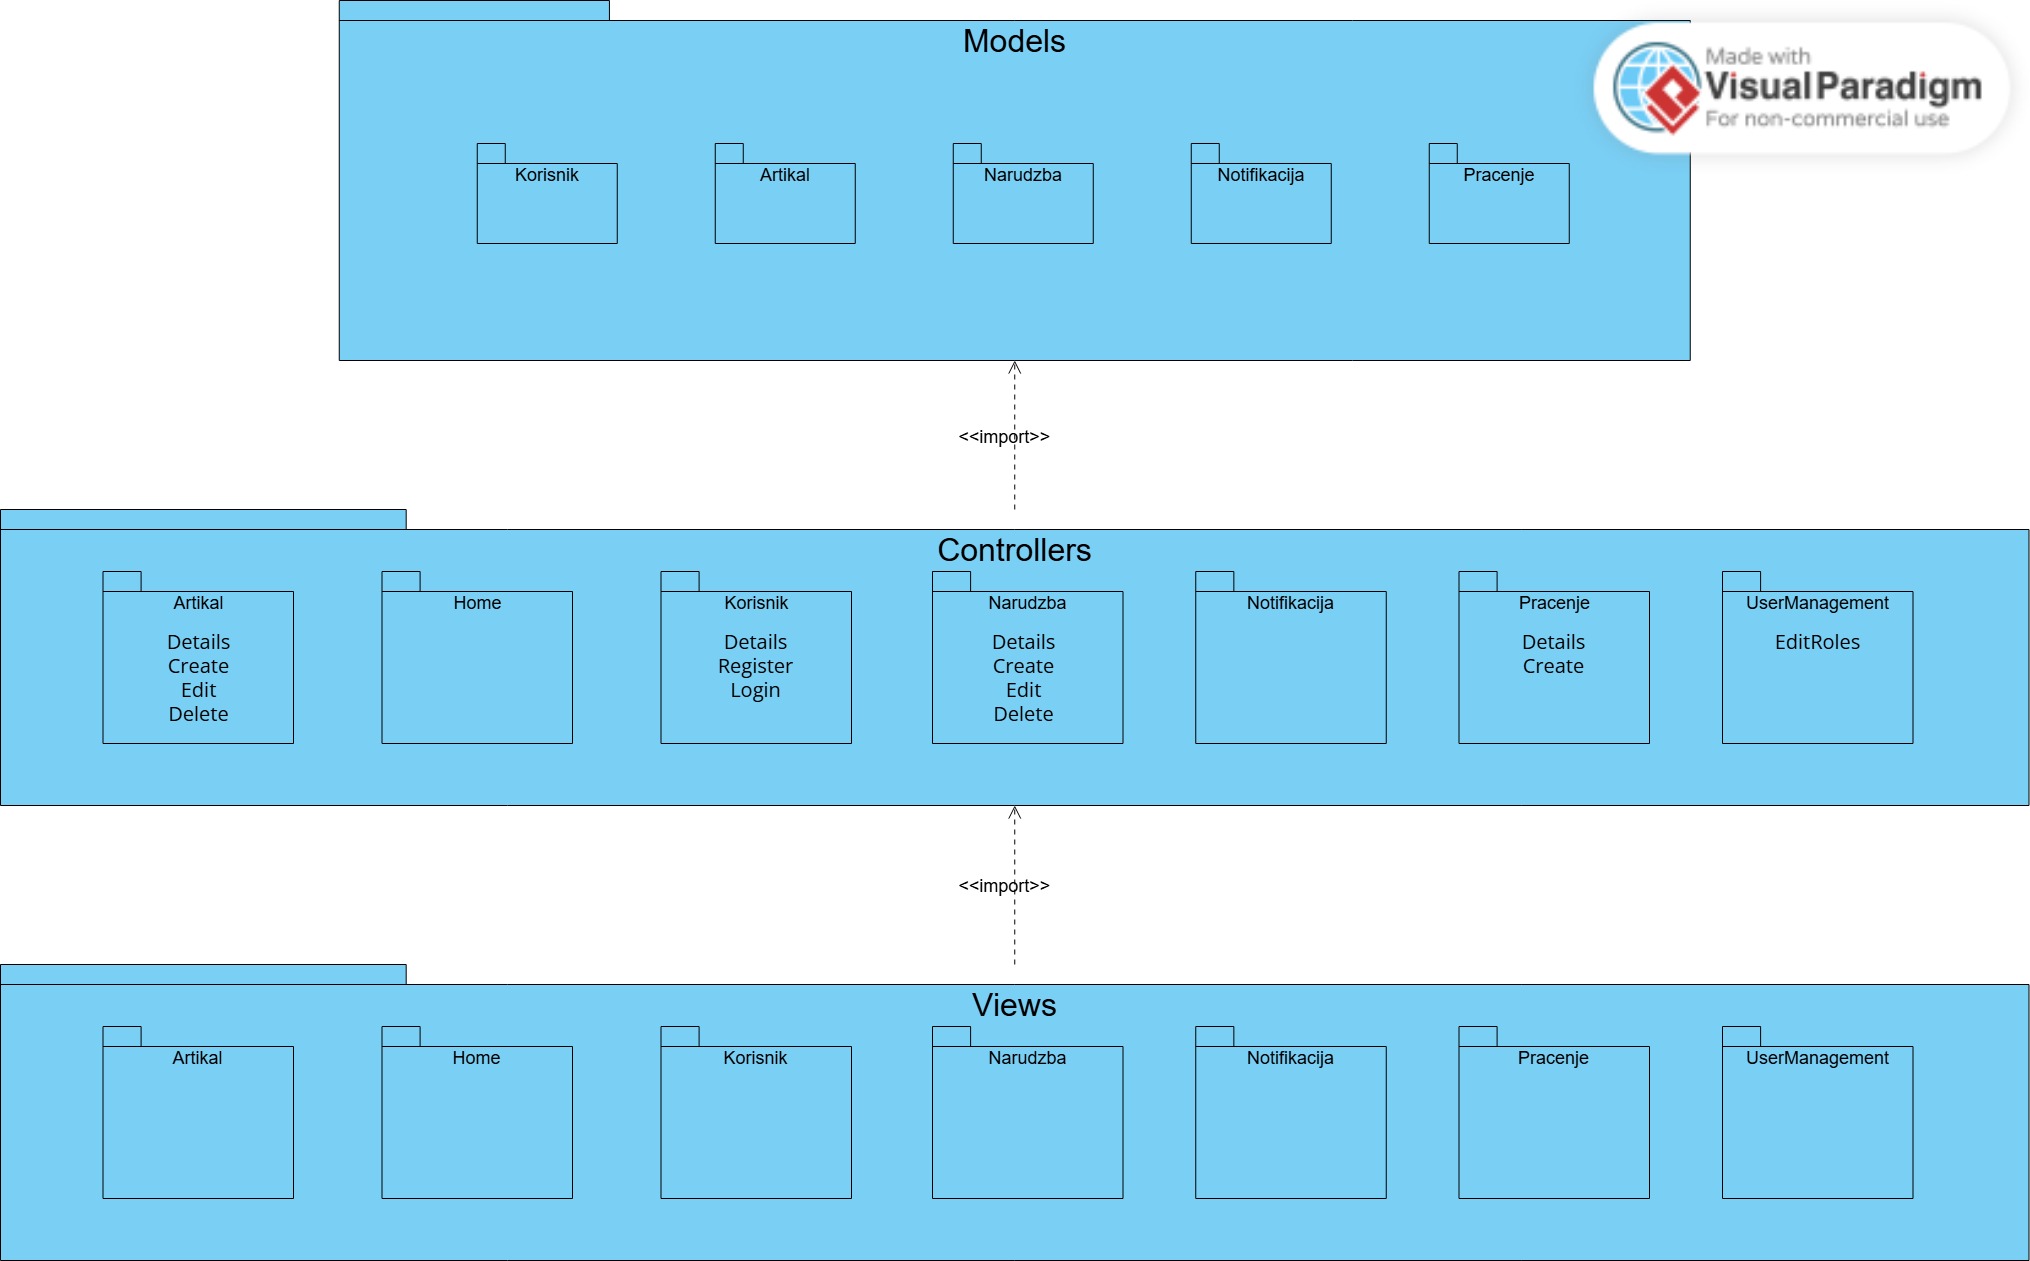 Models
Made with
Visual Paradigm
For non-commercial use
Korisnik
Artikal
Narudzba
Notifikacija
Pracenje
<<import>>
Controllers
Artikal
Details
Create
Edit
Delete
Home
Korisnik
Details
Register
Login
Narudzba
Details
Create
Edit
Delete
Notifikacija
Pracenje
Details
Create
UserManagement
EditRoles
<<import>>
Views
Artikal
Home
Korisnik
Narudzba
Notifikacija
Pracenje
UserManagement